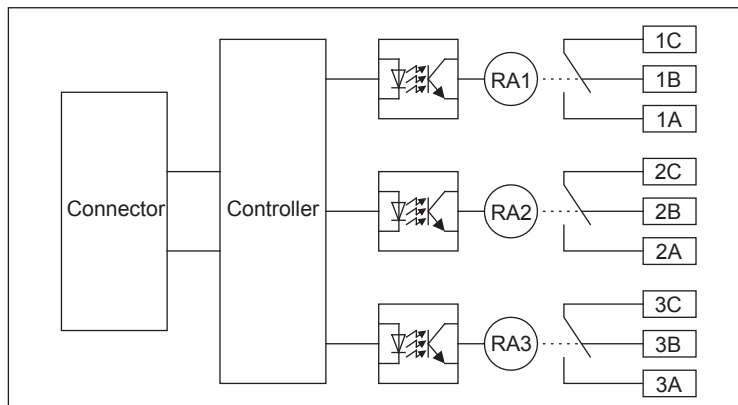 Connector
Controller
RA1
1C
1B
1A
RA2
2C
2B
2A
RA3
3C
3B
3A